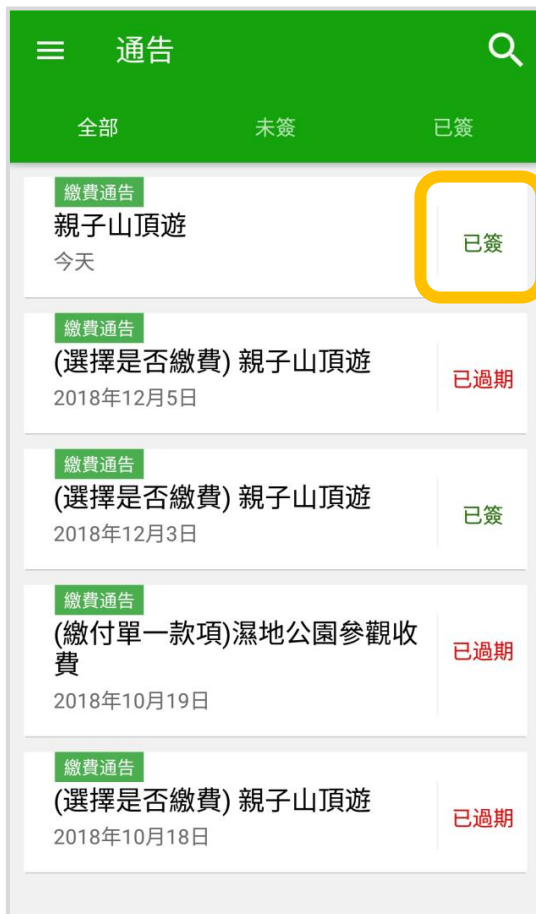 通告
全部 未簽 已簽
繳費通告
親子山頂遊
今天
已簽
繳費通告
(選擇是否繳費) 親子山頂遊
2018年12月5日
已過期
繳費通告
(選擇是否繳費) 親子山頂遊
2018年12月3日
已簽
繳費通告
(繳付單一款項)濕地公園參觀收
費
2018年10月19日
已過期
繳費通告
(選擇是否繳費) 親子山頂遊
2018年10月18日
已過期